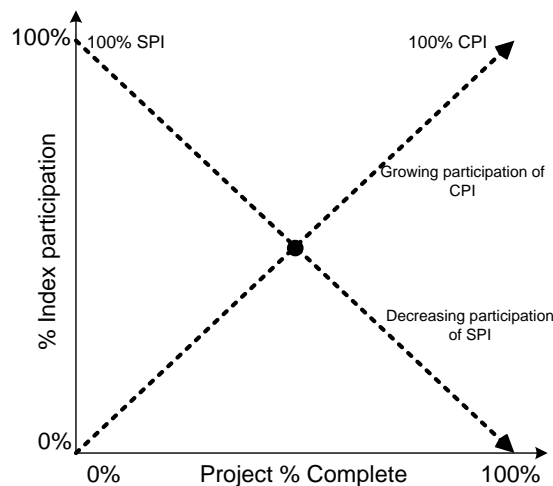 100%
100% SPI
100% CPI
Growing participation of
CPI
% Index participation
Decreasing participation
of SPI
0%
0%
Project % Complete
100%